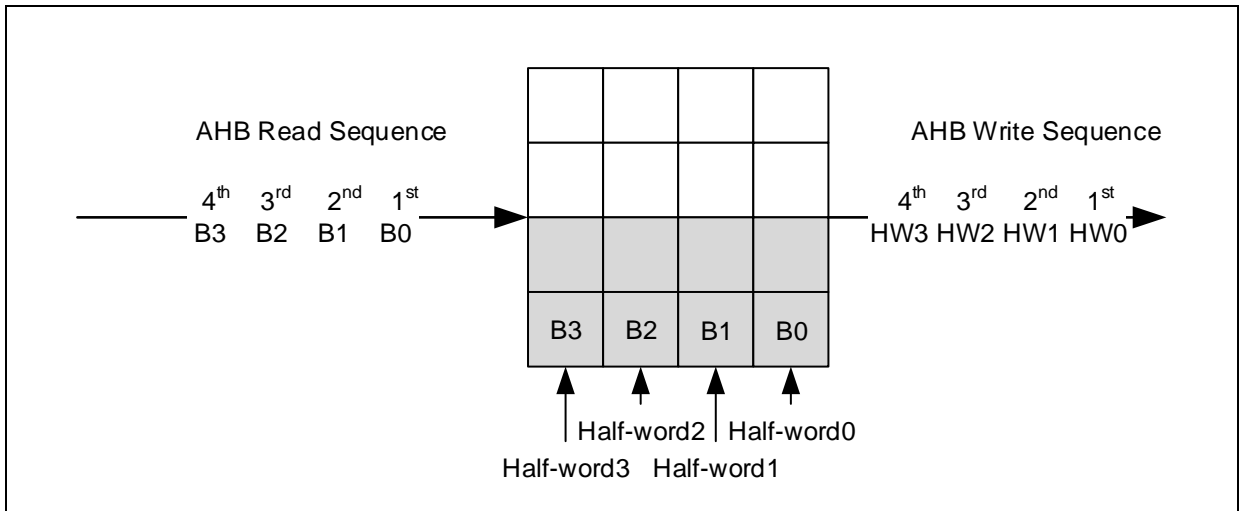 AHB Read Sequence
4th 3rd 2nd 1st
B3 B2 B1 B0
B3 B2 B1 B0
Half-word2 Half-word0
Half-word3 Half-word1
AHB Write Sequence
4th 3rd 2nd 1st
HW3 HW2 HW1 HW0